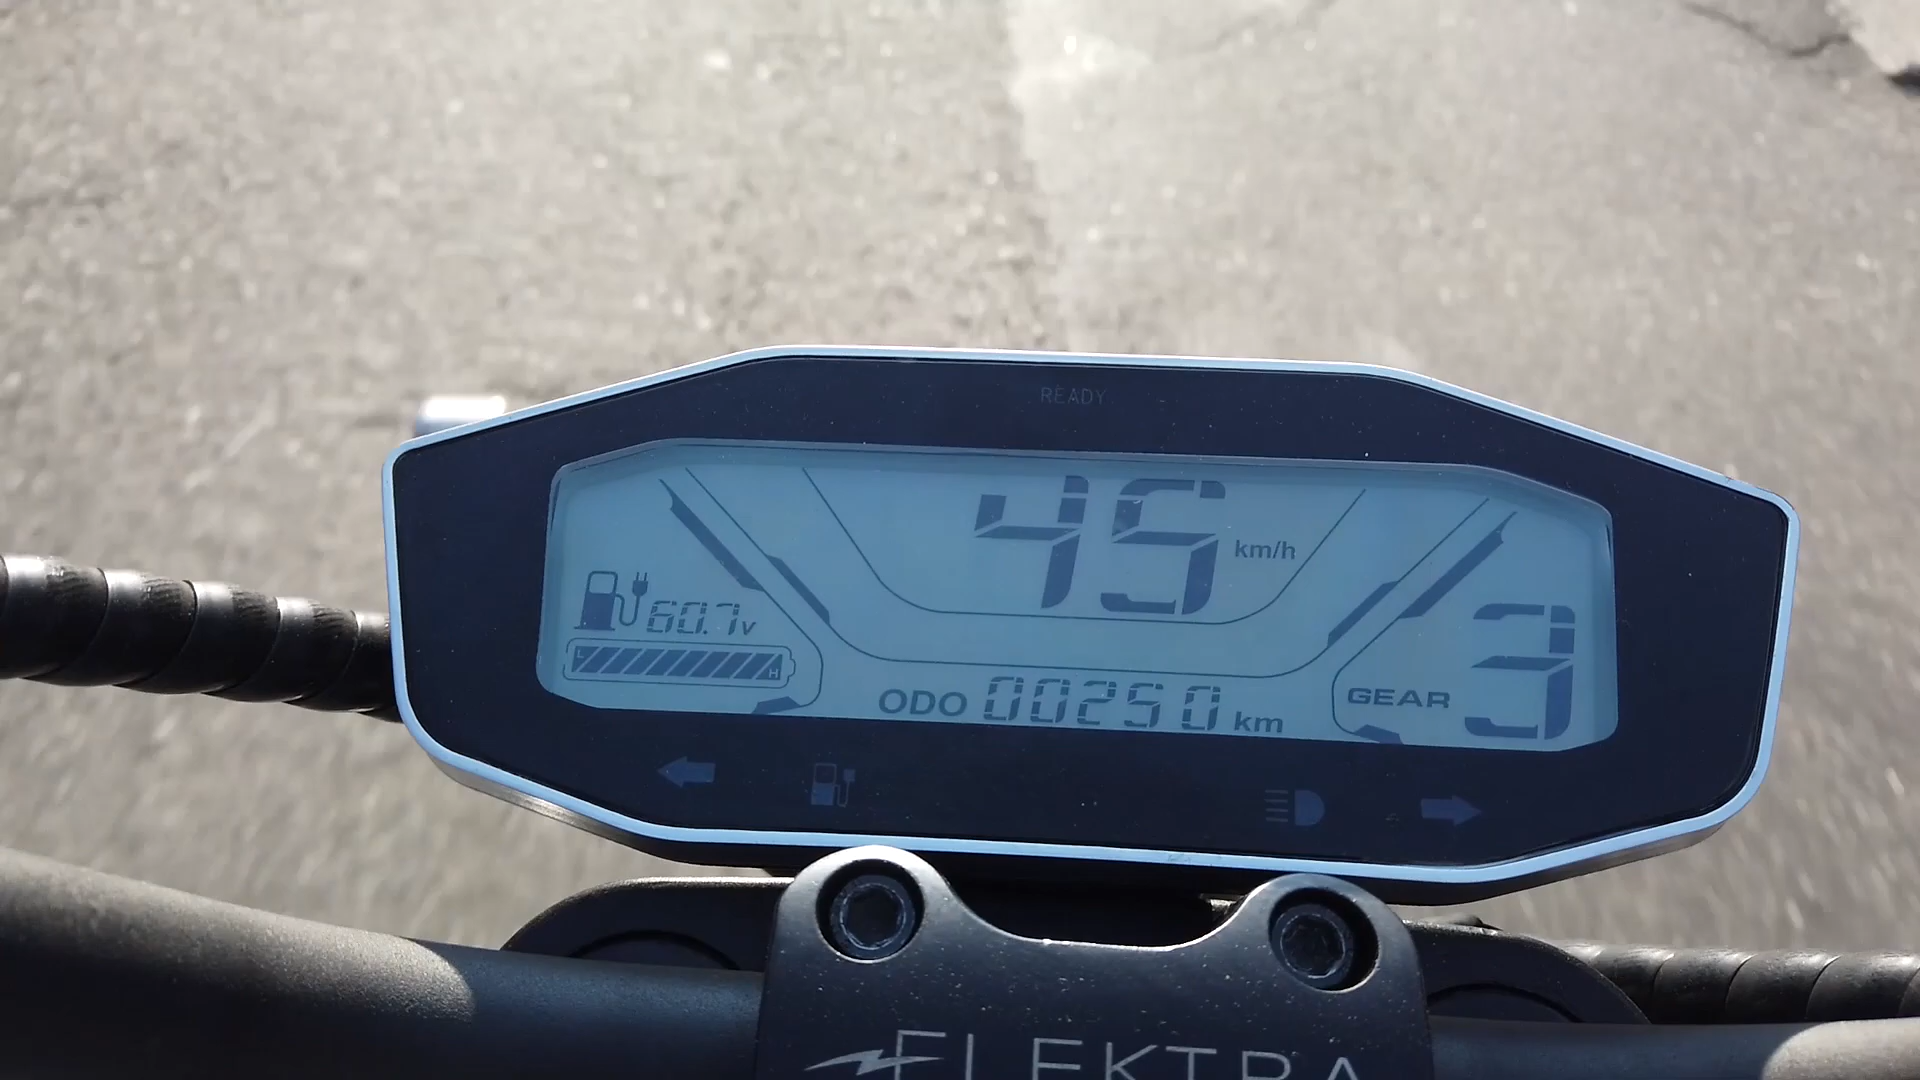 READY
45 km/h
60.7v
L H
ODO 00250 km
GEAR 3
ELEKTRA